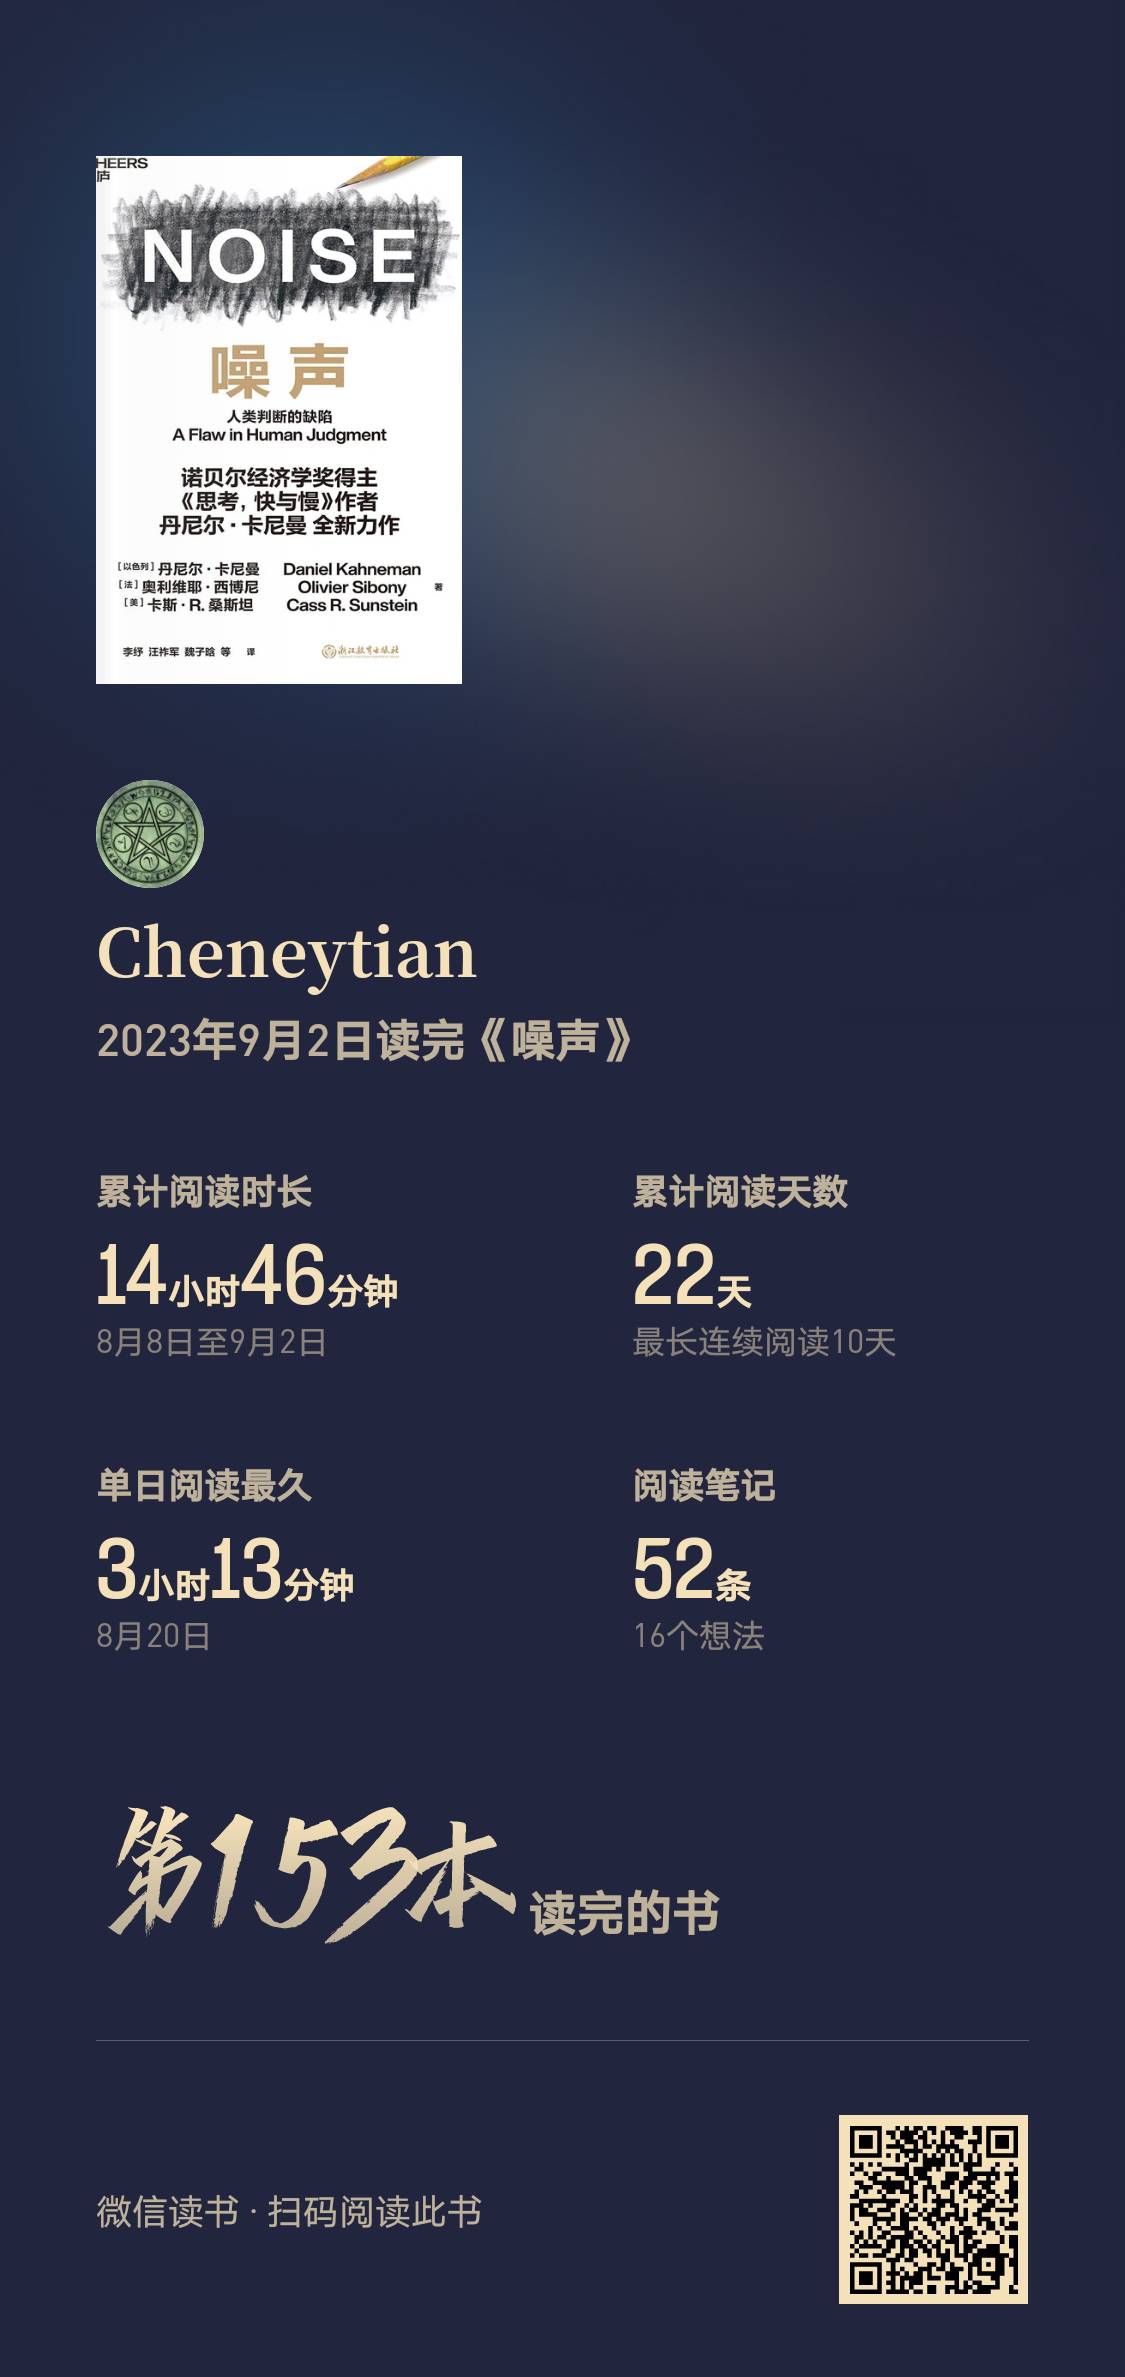 HEERS
庐
NOISE
噪声
人类判断的缺陷
A Flaw in Human Judgment
诺贝尔经济学奖得主
《思考，快与慢》作者
丹尼尔·卡尼曼 全新力作
[以色列] 丹尼尔·卡尼曼
[法] 奥利维耶·西博尼
[美] 卡斯·R. 桑斯坦
Daniel Kahneman
Olivier Sibony
Cass R. Sunstein
著
李纾 汪祚军 魏子晗 等 译
浙江教育出版社
Cheneytian
2023年9月2日读完《噪声》
累计阅读时长
14小时46分钟
8月8日至9月2日
累计阅读天数
22天
最长连续阅读10天
单日阅读最久
3小时13分钟
8月20日
阅读笔记
52条
16个想法
第153本 读完的书
微信读书 · 扫码阅读此书